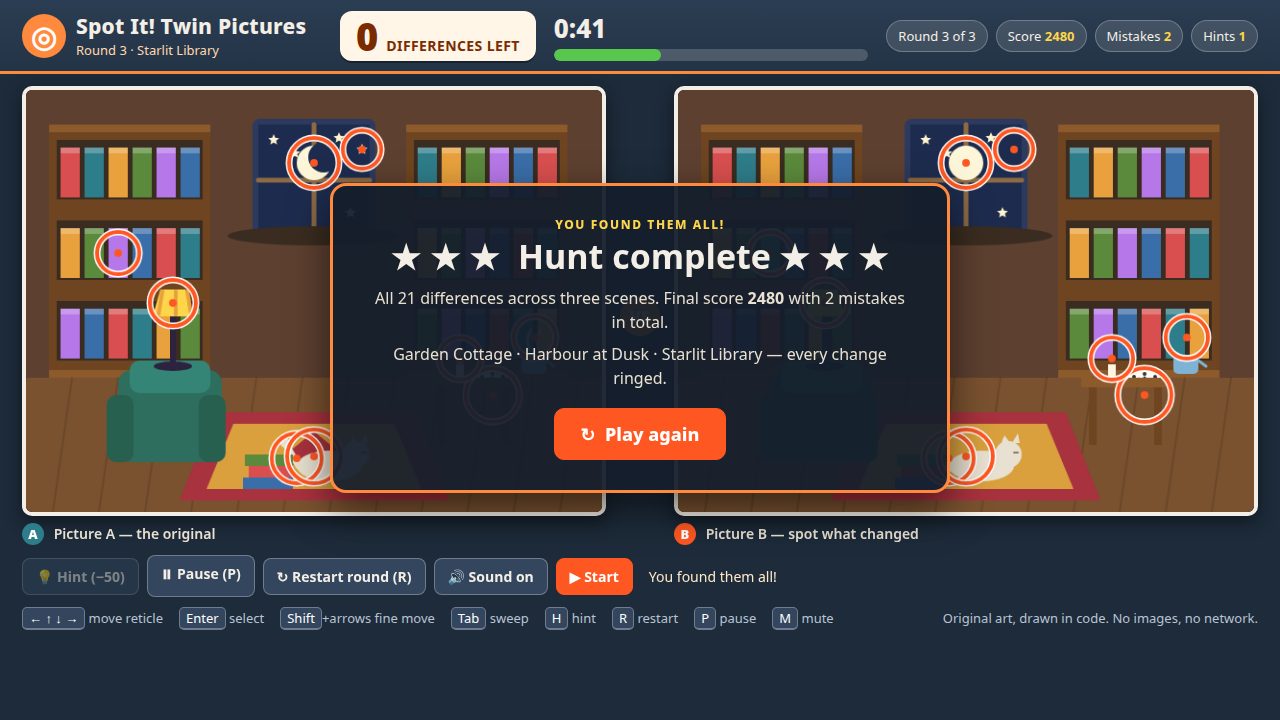 Spot It! Twin Pictures
Round 3 · Starlit Library
0 DIFFERENCES LEFT
0:41
Round 3 of 3
Score 2480
Mistakes 2
Hints 1
YOU FOUND THEM ALL!
★ ★ ★ Hunt complete ★ ★ ★
All 21 differences across three scenes. Final score 2480 with 2 mistakes
in total.
Garden Cottage · Harbour at Dusk · Starlit Library — every change
ringed.
↻ Play again
A Picture A — the original
B Picture B — spot what changed
💡 Hint (−50)
⏸ Pause (P)
↻ Restart round (R)
🔊 Sound on
▶ Start
You found them all!
← ↑ ↓ → move reticle
Enter select
Shift+arrows fine move
Tab sweep
H hint
R restart
P pause
M mute
Original art, drawn in code. No images, no network.